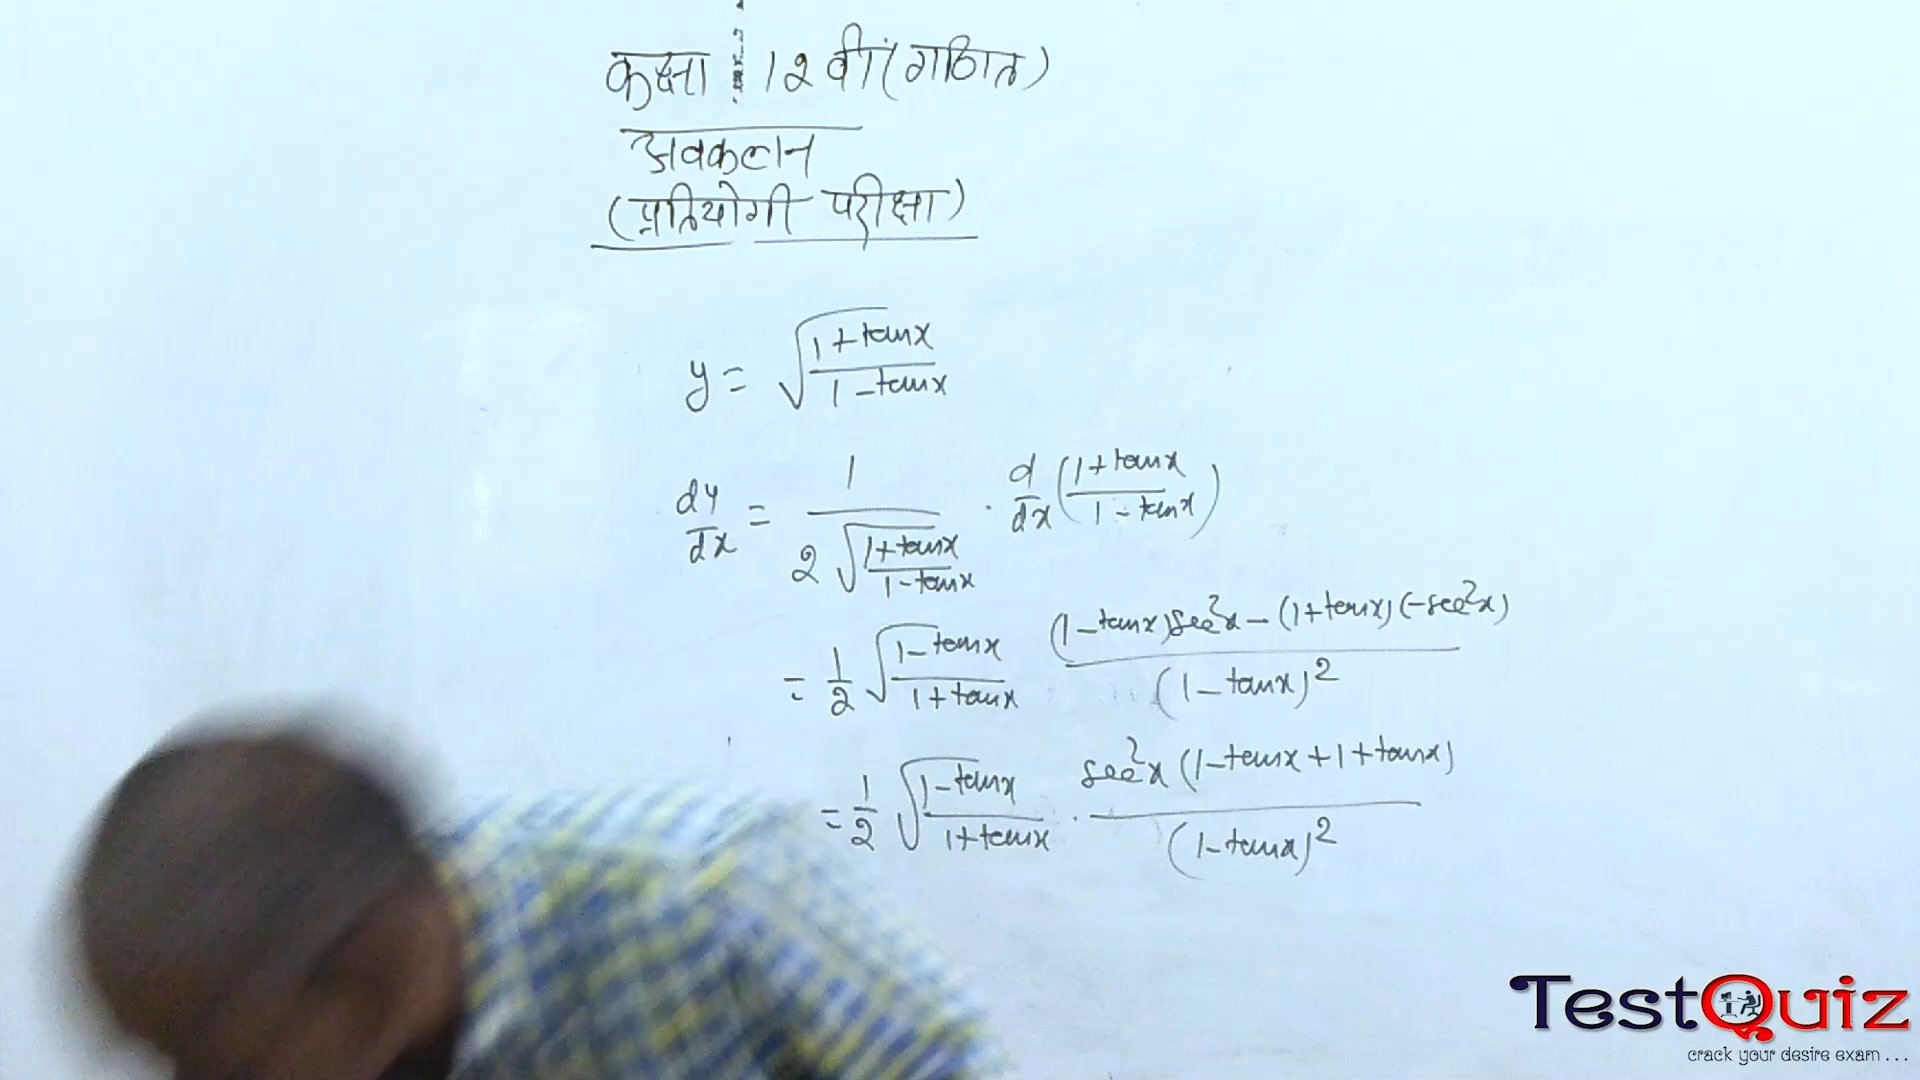 कक्षा 12वीं (गणित)
अवकलन
(प्रतियोगी परीक्षा)
y = √((1+tanx)/(1-tanx))
dy/dx = 1/(2√((1+tanx)/(1-tanx))) · d/dx((1+tanx)/(1-tanx))
= 1/2 √((1-tanx)/(1+tanx)) ((1-tanx)sec²x-(1+tanx)(-sec²x))/(1-tanx)²
= 1/2 √((1-tanx)/(1+tanx)) · (sec²x(1-tanx+1+tanx))/(1-tanx)²
TestQuiz
crack your desire exam . . .